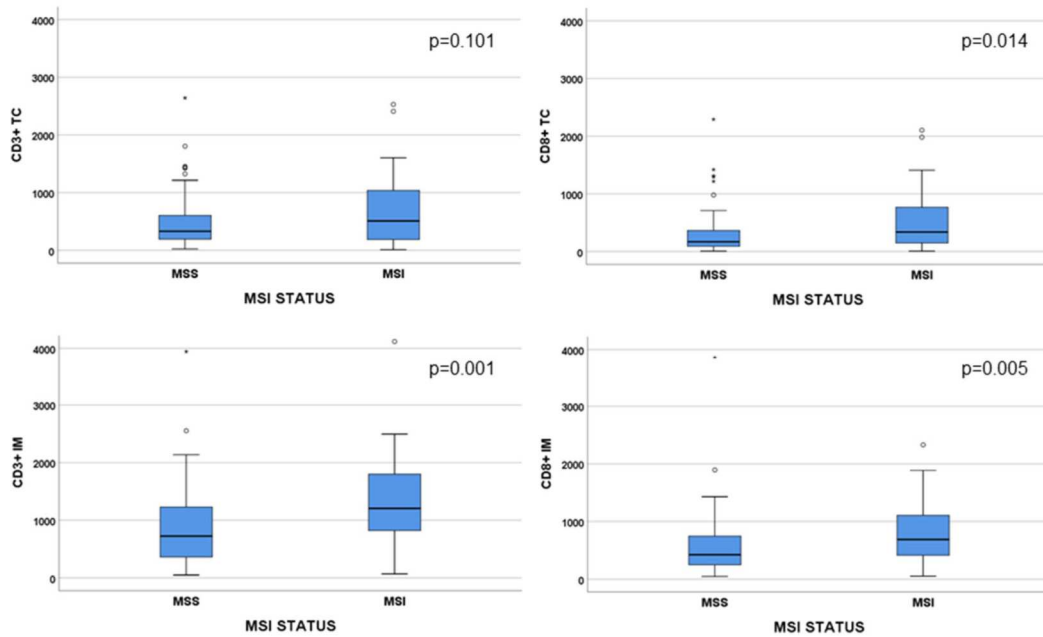 4000
p=0.101
3000
CD3+ TC
2000
1000
0
MSS
MSI
MSI STATUS
4000
p=0.014
3000
CD8+ TC
2000
1000
0
MSS
MSI
MSI STATUS
4000
p=0.001
3000
CD3+ IM
2000
1000
0
MSS
MSI
MSI STATUS
4000
p=0.005
3000
CD8+ IM
2000
1000
0
MSS
MSI
MSI STATUS